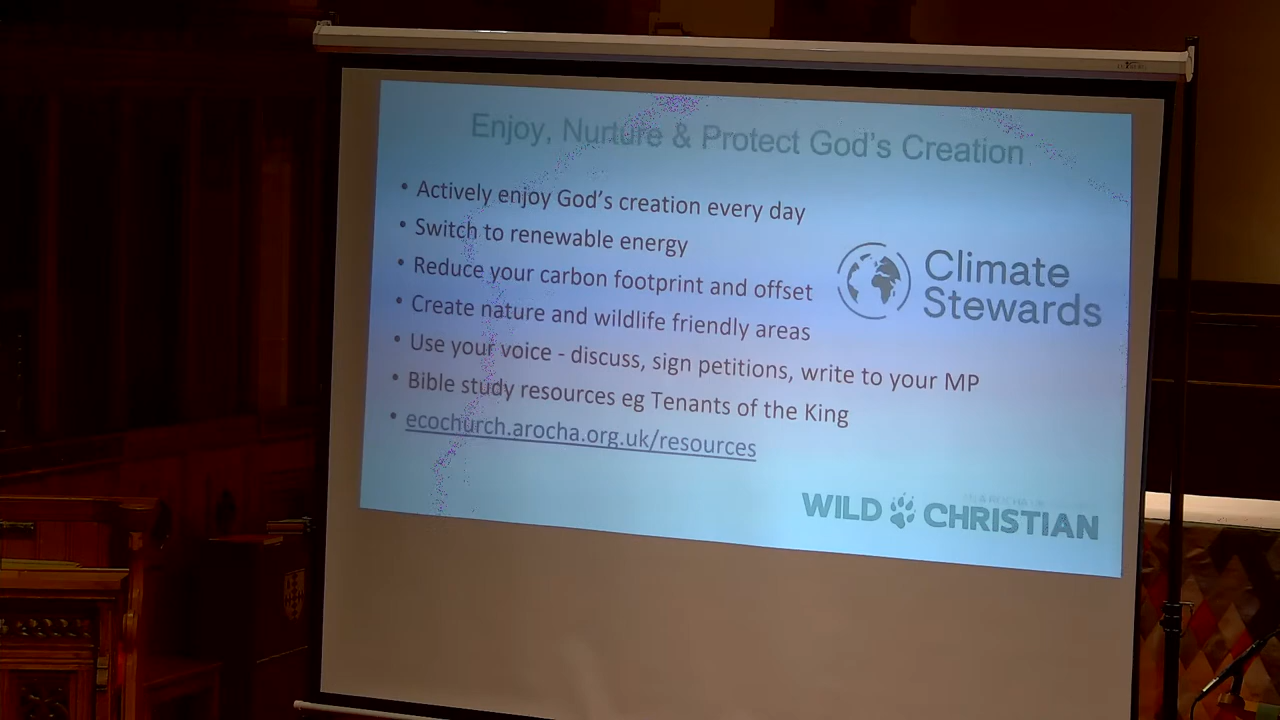 Enjoy, Nurture & Protect God's Creation
• Actively enjoy God's creation every day
• Switch to renewable energy
• Reduce your carbon footprint and offset
• Create nature and wildlife friendly areas
• Use your voice - discuss, sign petitions, write to your MP
• Bible study resources eg Tenants of the King
• ecochurch.arocha.org.uk/resources
Climate
Stewards
WILD CHRISTIAN